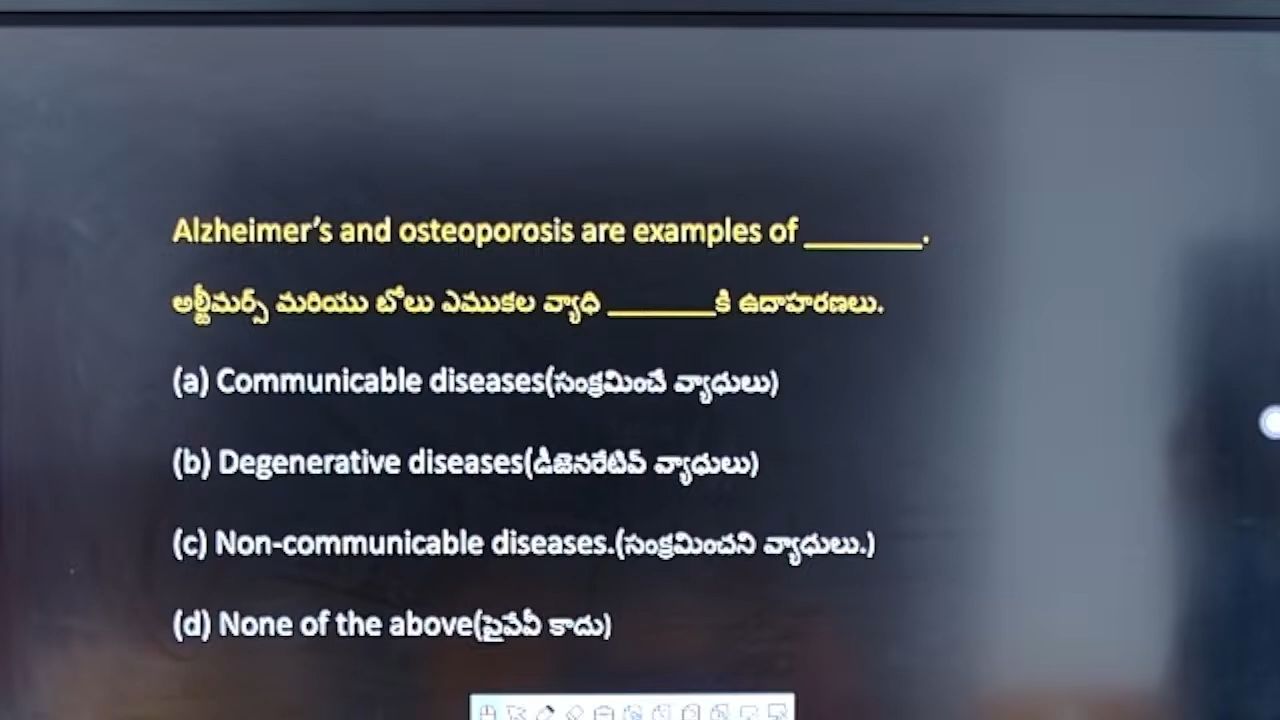 Alzheimer's and osteoporosis are examples of ________.
అల్జీమర్స్ మరియు బోలు ఎముకల వ్యాధి ________కి ఉదాహరణలు.
(a) Communicable diseases(సంక్రమించే వ్యాధులు)
(b) Degenerative diseases(డీజెనరేటివ్ వ్యాధులు)
(c) Non-communicable diseases.(సంక్రమించని వ్యాధులు.)
(d) None of the above(పైవేవీ కాదు)